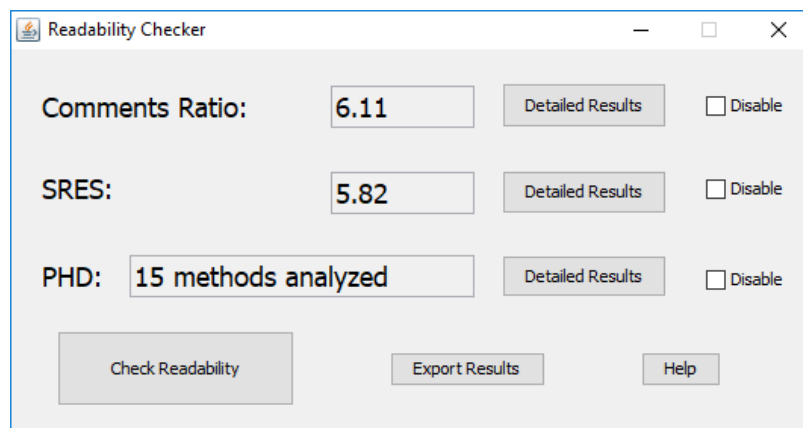 Readability Checker
Comments Ratio: 6.11 Detailed Results Disable
SRES: 5.82 Detailed Results Disable
PHD: 15 methods analyzed Detailed Results Disable
Check Readability Export Results Help